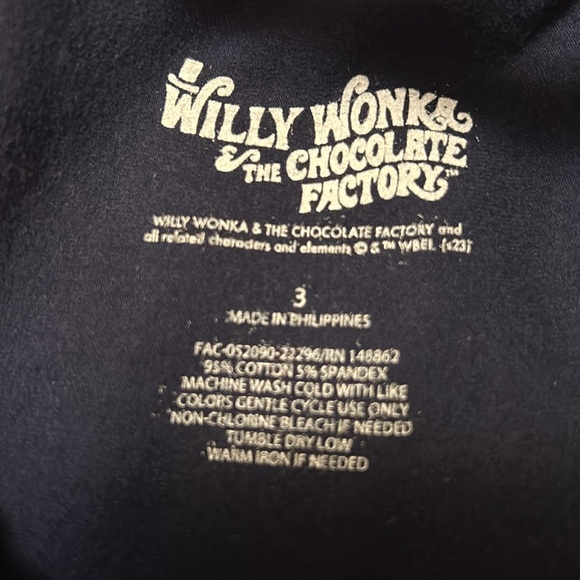 WILLY WONKA
& THE CHOCOLATE
FACTORY™
WILLY WONKA & THE CHOCOLATE FACTORY and
all related characters and elements © & ™ WBEI. (s23)
3
MADE IN PHILIPPINES
FAC-052090-22296/RN 148862
95% COTTON 5% SPANDEX
MACHINE WASH COLD WITH LIKE
COLORS GENTLE CYCLE USE ONLY
NON-CHLORINE BLEACH IF NEEDED
TUMBLE DRY LOW
WARM IRON IF NEEDED